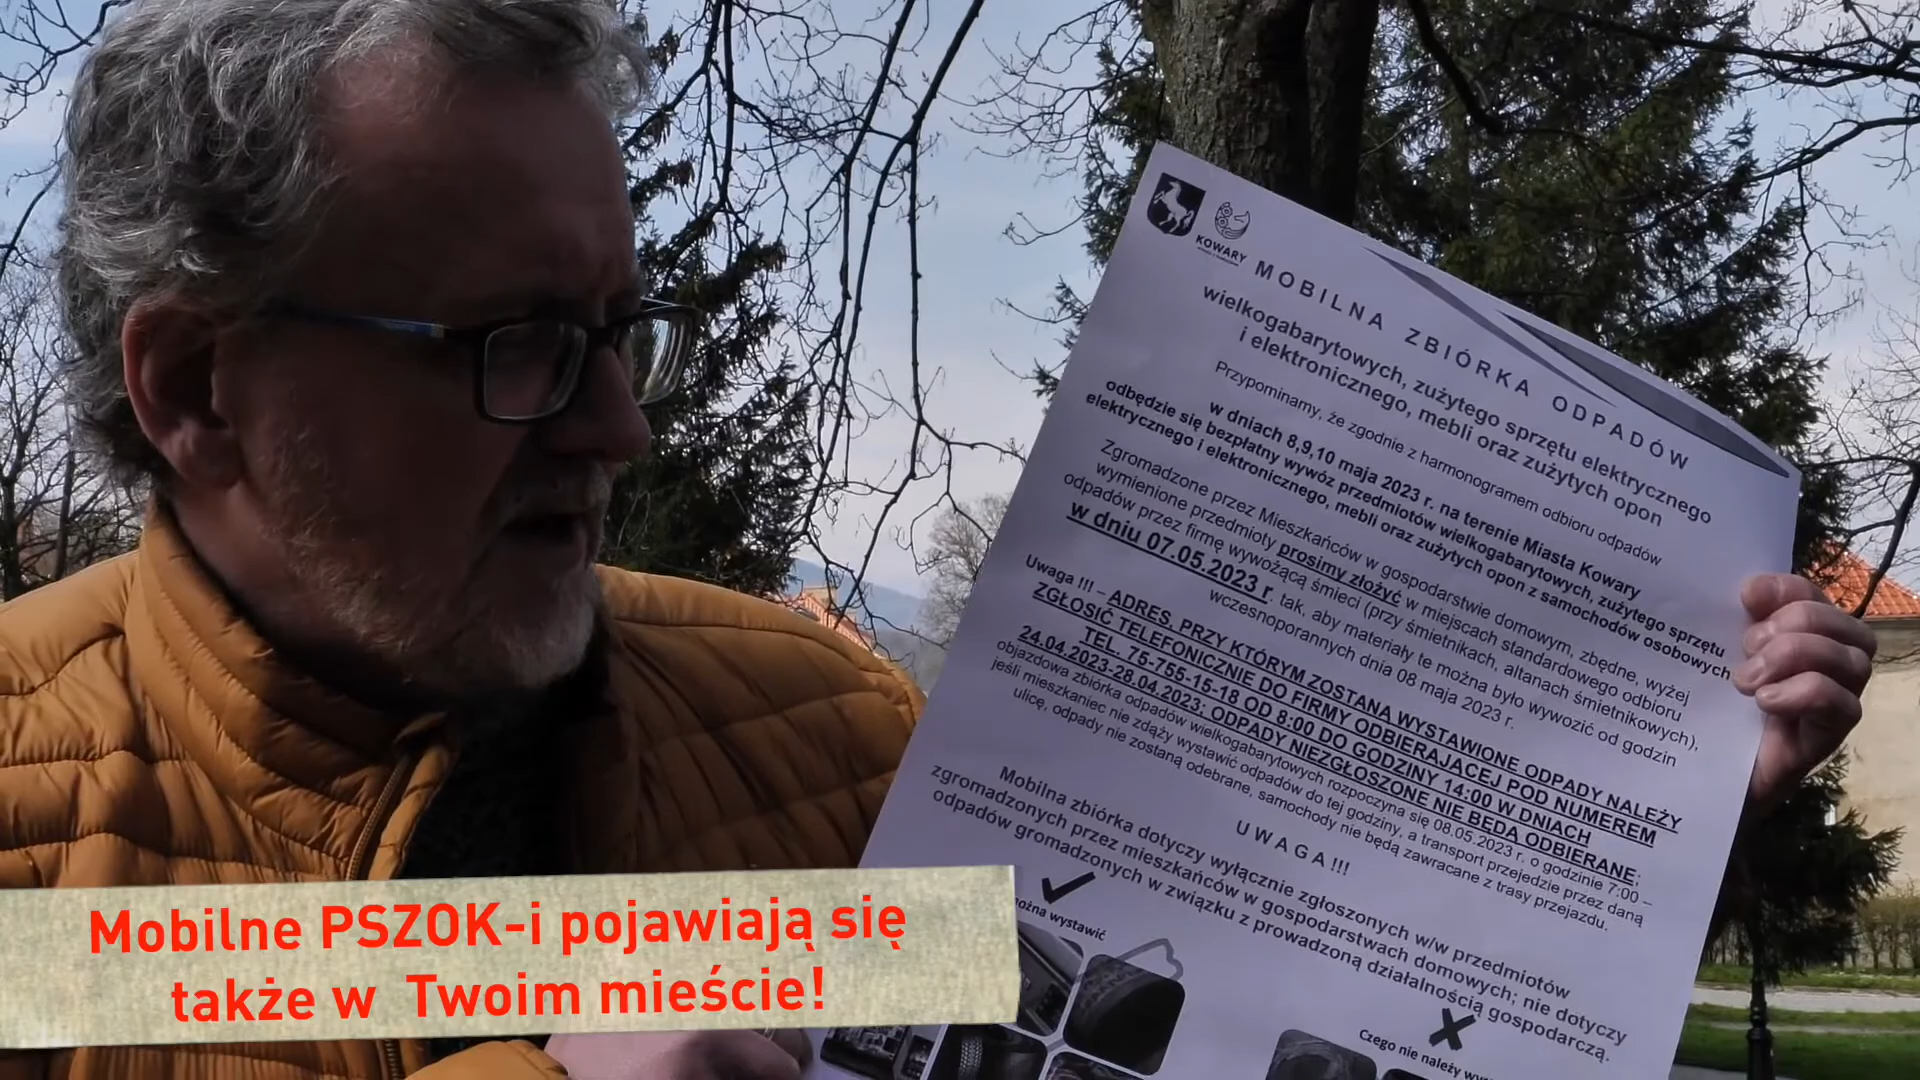 KOWARY
MOBILNA ZBIÓRKA ODPADÓW
wielkogabarytowych, zużytego sprzętu elektrycznego
i elektronicznego, mebli oraz zużytych opon
Przypominamy, że zgodnie z harmonogramem odbioru odpadów
w dniach 8,9,10 maja 2023 r. na terenie Miasta Kowary
odbędzie się bezpłatny wywóz przedmiotów wielkogabarytowych, zużytego sprzętu
elektrycznego i elektronicznego, mebli oraz zużytych opon z samochodów osobowych.
Zgromadzone przez Mieszkańców w gospodarstwie domowym, zbędne, wyżej
wymienione przedmioty prosimy złożyć w miejscach standardowego odbioru
odpadów przez firmę wywożącą śmieci (przy śmietnikach, altanach śmietnikowych),
w dniu 07.05.2023 r. tak, aby materiały te można było wywozić od godzin
wczesnoporannych dnia 08 maja 2023 r.
Uwaga !!! – ADRES, PRZY KTÓRYM ZOSTANĄ WYSTAWIONE ODPADY NALEŻY
ZGŁOSIĆ TELEFONICZNIE DO FIRMY ODBIERAJĄCEJ POD NUMEREM
TEL. 75-755-15-18 OD 8:00 DO GODZINY 14:00 W DNIACH
24.04.2023-28.04.2023; ODPADY NIEZGŁOSZONE NIE BĘDĄ ODBIERANE;
objazdowa zbiórka odpadów wielkogabarytowych rozpoczyna się 08.05.2023 r. o godzinie 7:00 –
jeśli mieszkaniec nie zdąży wystawić odpadów do tej godziny, a transport przejedzie przez daną
ulicę, odpady nie zostaną odebrane, samochody nie będą zawracane z trasy przejazdu.
UWAGA!!!
Mobilna zbiórka dotyczy wyłącznie zgłoszonych w/w przedmiotów
zgromadzonych przez mieszkańców w gospodarstwach domowych; nie dotyczy
odpadów gromadzonych w związku z prowadzoną działalnością gospodarczą.
można wystawić
Czego nie należy
Mobilne PSZOK-i pojawiają się
także w Twoim mieście!